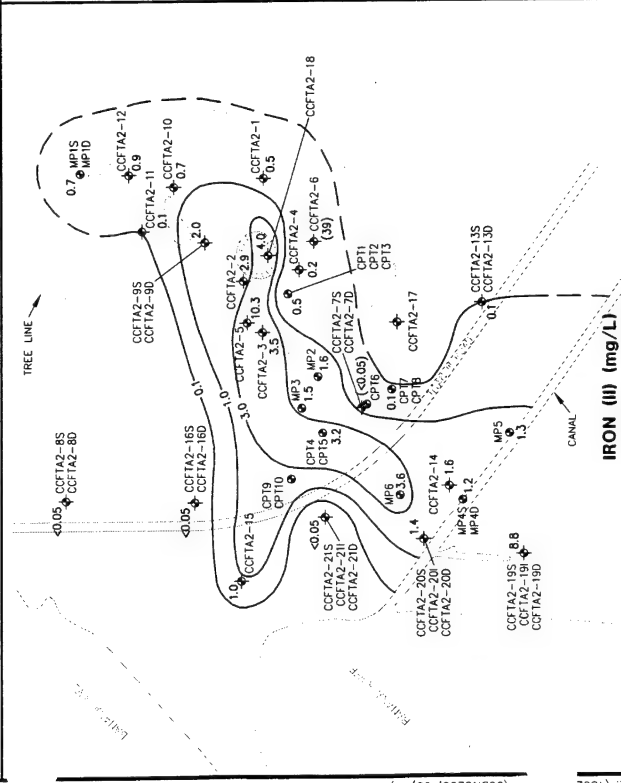 TREE LINE
0.7
MP1S
MP1D
CCFTA2-12
0.9
CCFTA2-10
0.7
CCFTA2-11
0.1
CCFTA2-1
0.5
CCFTA2-18
2.0
CCFTA2-9S
CCFTA2-9D
4.0
CCFTA2-2
2.9
CCFTA2-4
0.2
CCFTA2-6
(39)
CPT1
CPT2
CPT3
0.5
10.3
CCFTA2-5
CCFTA2-3
3.5
CCFTA2-7S
CCFTA2-7D
(<0.05)
CPT6
CCFTA2-17
CCFTA2-13S
CCFTA2-13D
0.1
0.1
CPT7
CPT8
MP2
1.6
MP3
1.5
0.1
1.0
3.0
<0.05
CCFTA2-8S
CCFTA2-8D
<0.05
CCFTA2-16S
CCFTA2-16D
CPT4
CPT5
3.2
CPT9
CPT10
MP6
3.6
MP5
1.3
CANAL
CCFTA2-14
1.6
1.2
MP4S
MP4D
CCFTA2-15
1.0
<0.05
CCFTA2-21S
CCFTA2-21I
CCFTA2-21D
1.4
CCFTA2-20S
CCFTA2-20I
CCFTA2-20D
8.8
CCFTA2-19S
CCFTA2-19I
CCFTA2-19D
IRON (II) (mg/L)